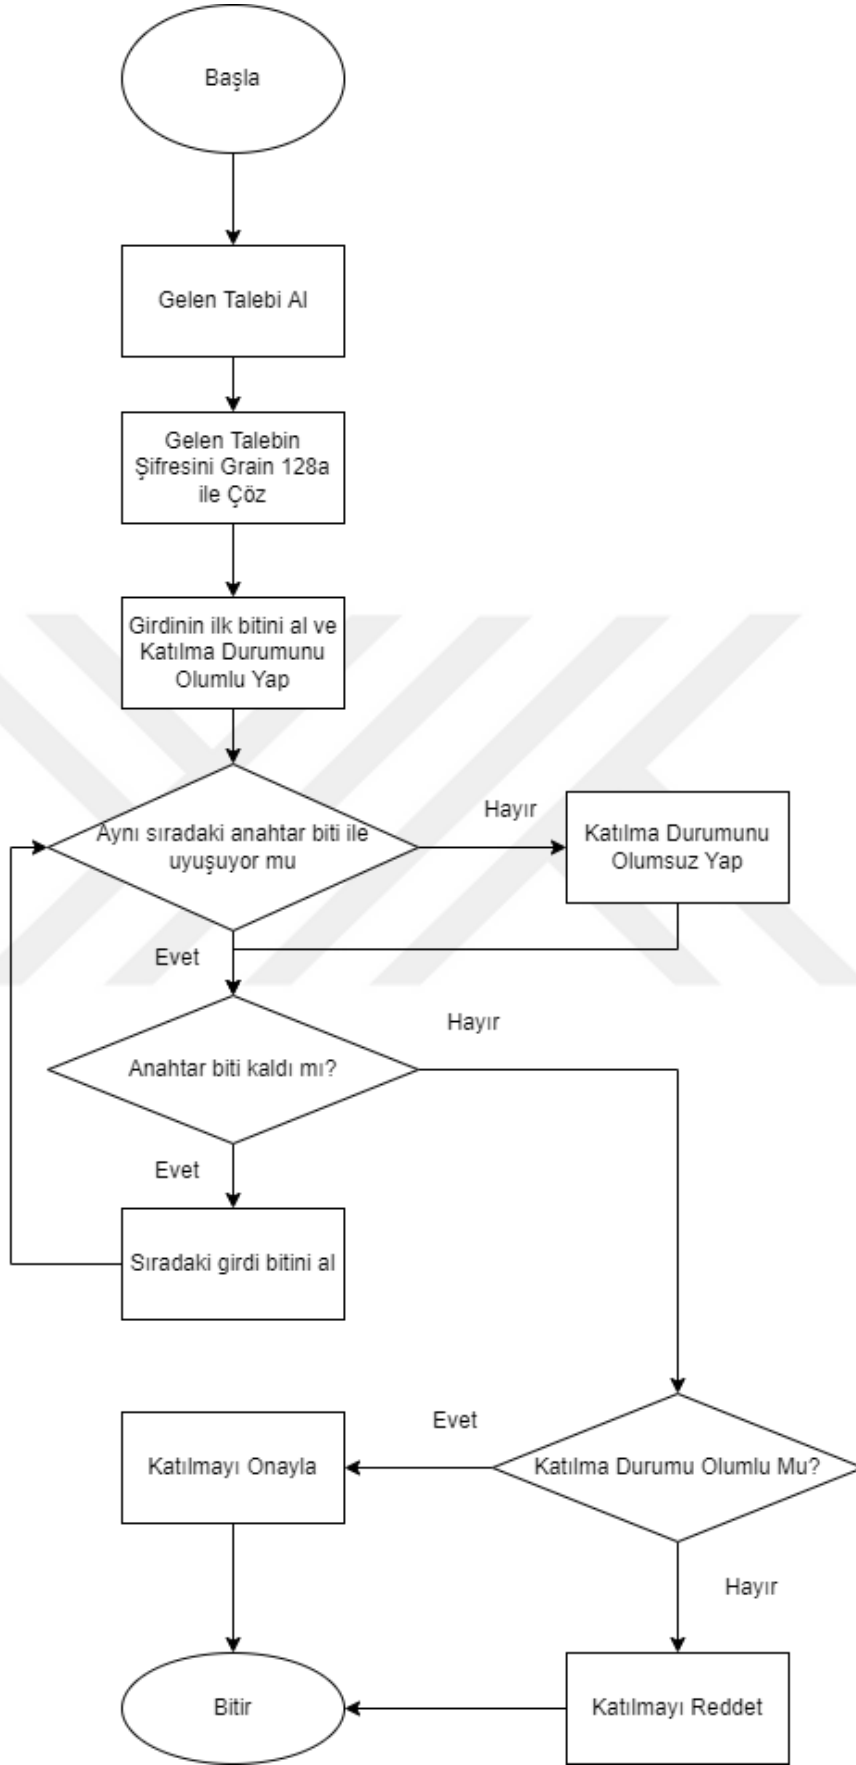 Başla
Gelen Talebi Al
Gelen Talebin
Şifresini Grain 128a
ile Çöz
Girdinin ilk bitini al ve
Katılma Durumunu
Olumlu Yap
Aynı sıradaki anahtar biti ile
uyuşuyor mu
Hayır
Katılma Durumunu
Olumsuz Yap
Evet
Anahtar biti kaldı mı?
Hayır
Evet
Sıradaki girdi bitini al
Katılma Durumu Olumlu Mu?
Evet
Katılmayı Onayla
Hayır
Katılmayı Reddet
Bitir